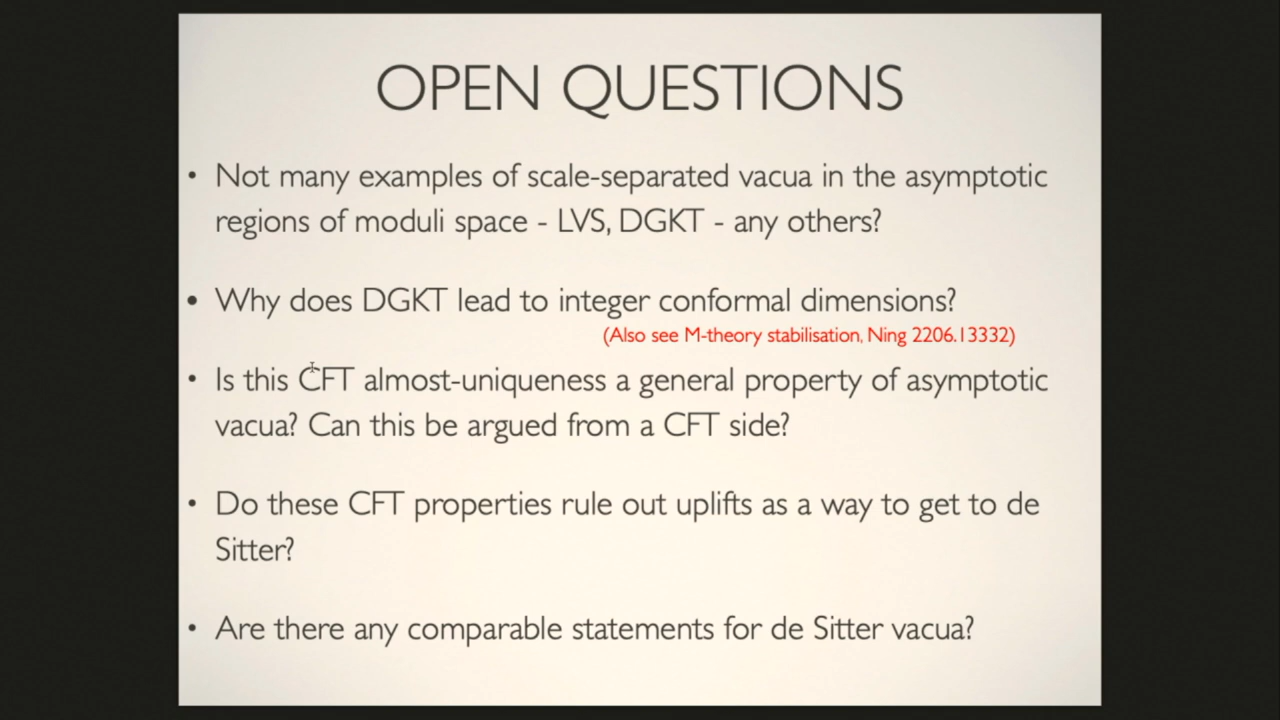 OPEN QUESTIONS
• Not many examples of scale-separated vacua in the asymptotic
regions of moduli space - LVS, DGKT - any others?
• Why does DGKT lead to integer conformal dimensions?
(Also see M-theory stabilisation, Ning 2206.13332)
• Is this CFT almost-uniqueness a general property of asymptotic
vacua? Can this be argued from a CFT side?
• Do these CFT properties rule out uplifts as a way to get to de
Sitter?
• Are there any comparable statements for de Sitter vacua?